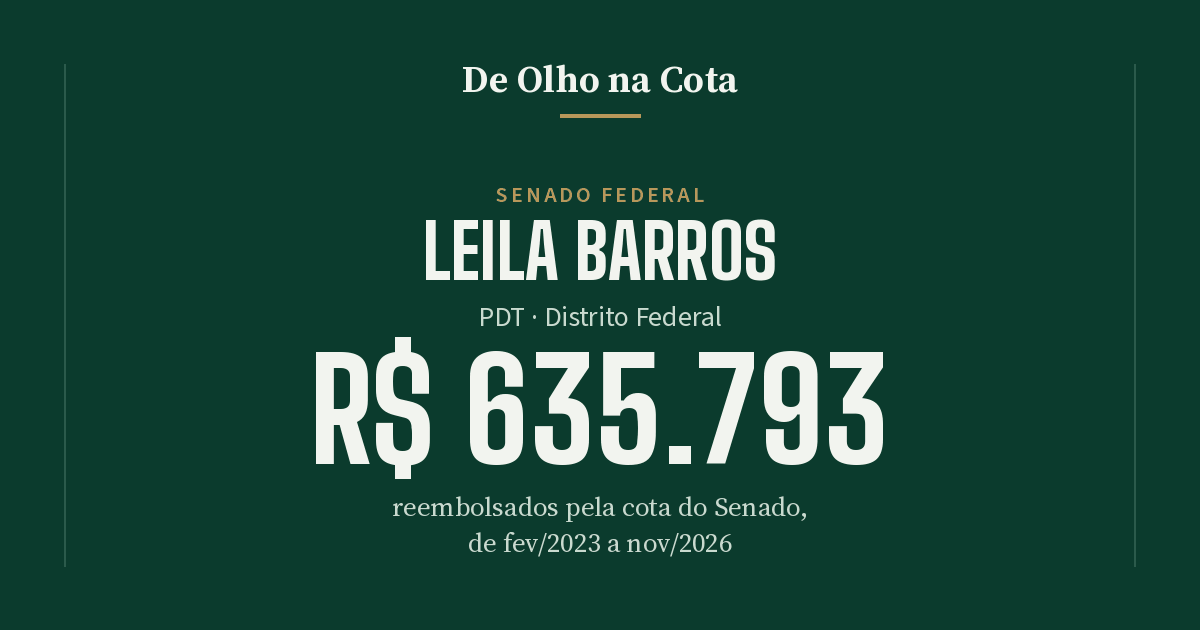 De Olho na Cota
SENADO FEDERAL
LEILA BARROS
PDT · Distrito Federal
R$ 635.793
reembolsados pela cota do Senado,
de fev/2023 a nov/2026